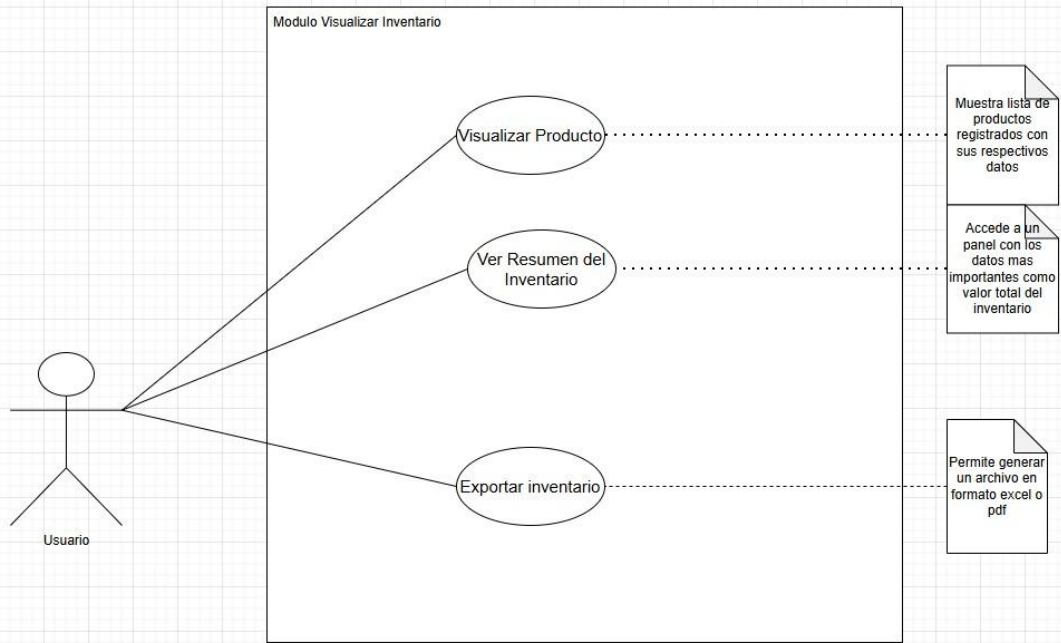 Modulo Visualizar Inventario
Visualizar Producto
Muestra lista de
productos
registrados con
sus respectivos
datos
Ver Resumen del
Inventario
Accede a un
panel con los
datos mas
importantes como
valor total del
inventario
Exportar inventario
Permite generar
un archivo en
formato excel o
pdf
Usuario